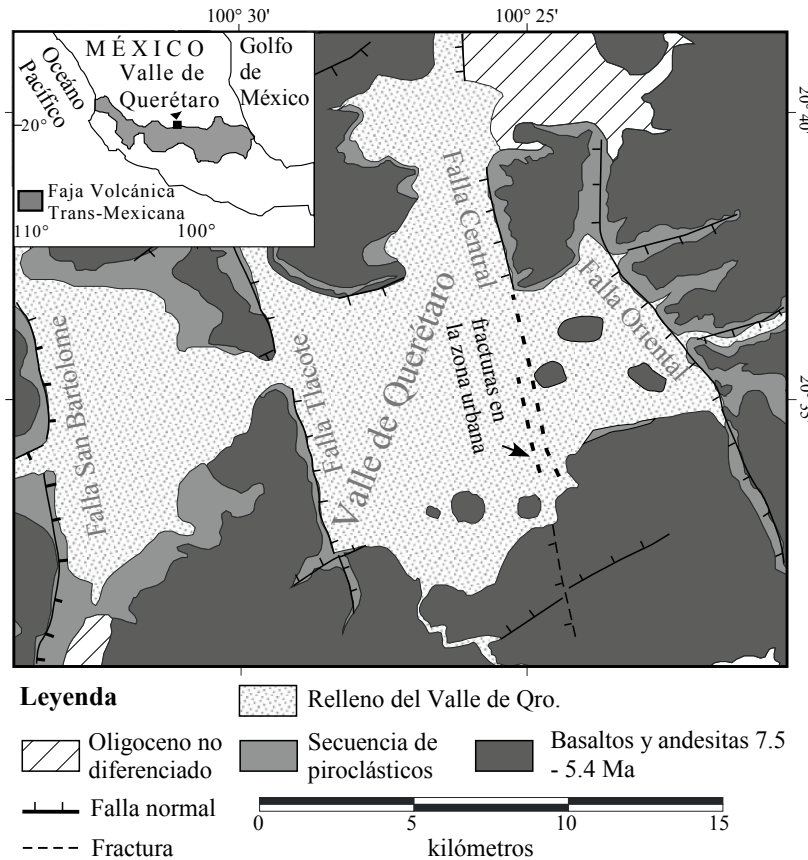 100° 30'
100° 25'
MÉXICO
Valle de
Querétaro
Golfo
de
México
Oceáno
Pacífico
20°
Faja Volcánica
Trans-Mexicana
110°
100°
20° 40'
20° 35'
Falla Central
Falla Oriental
Falla San Bartolome
Falla Tlacote
Valle de Querétaro
fracturas en
la zona urbana
Leyenda
Relleno del Valle de Qro.
Oligoceno no
diferenciado
Secuencia de
piroclásticos
Basaltos y andesitas 7.5
- 5.4 Ma
Falla normal
Fractura
0 5 10 15
kilómetros